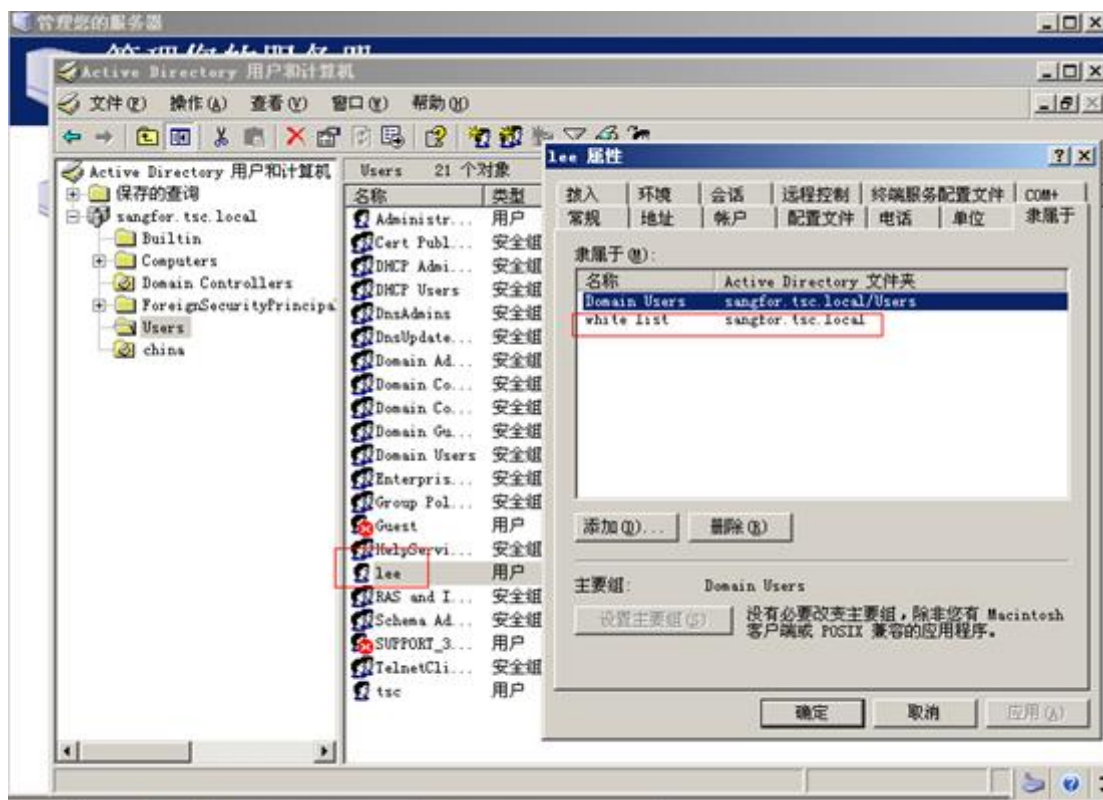 管理您的服务器
Active Directory 用户和计算机
文件(F) 操作(A) 查看(V) 窗口(W) 帮助(H)
Active Directory 用户和计算机
保存的查询
sangfor.tsc.local
Builtin
Computers
Domain Controllers
ForeignSecurityPrincipa
Users
china
Users 21 个对象
名称 类型
Administr... 用户
Cert Publ... 安全组
DHCP Admi... 安全组
DHCP Users 安全组
DnsAdmins 安全组
DnsUpdate... 安全组
Domain Ad... 安全组
Domain Co... 安全组
Domain Co... 安全组
Domain Gu... 安全组
Domain Users 安全组
Enterpris... 安全组
Group Pol... 安全组
Guest 用户
HelpServi... 安全组
lee 用户
RAS and I... 安全组
Schema Ad... 安全组
SUPPORT_3... 用户
TelnetCli... 安全组
tsc 用户
lee 属性
拨入 环境 会话 远程控制 终端服务配置文件 COM+
常规 地址 帐户 配置文件 电话 单位 隶属于
隶属于(M):
名称 Active Directory 文件夹
Domain Users sangfor.tsc.local/Users
white list sangfor.tsc.local
添加(D)... 删除(R)
主要组: Domain Users
设置主要组(S) 没有必要改变主要组，除非您有 Macintosh
客户端或 POSIX 兼容的应用程序。
确定 取消 应用(A)